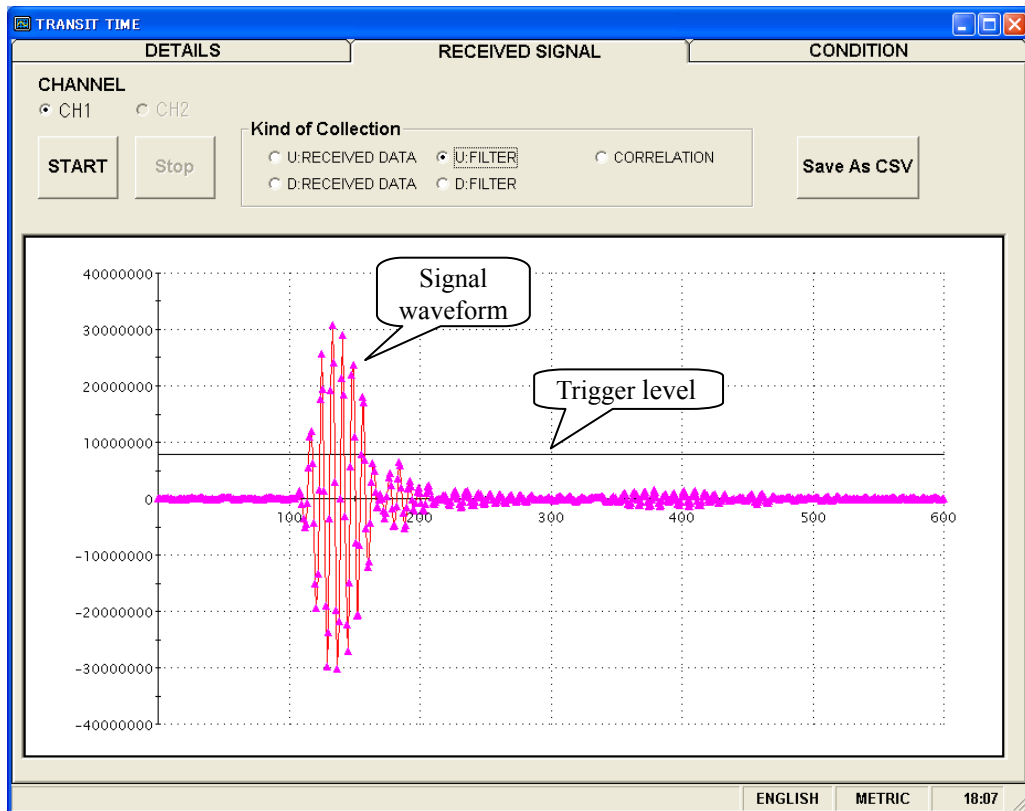 TRANSIT TIME
DETAILS
RECEIVED SIGNAL
CONDITION
CHANNEL
CH1
CH2
START
Stop
Kind of Collection
U:RECEIVED DATA
U:FILTER
CORRELATION
D:RECEIVED DATA
D:FILTER
Save As CSV
40000000
30000000
20000000
10000000
0
-10000000
-20000000
-30000000
-40000000
Signal
waveform
Trigger level
100
200
300
400
500
600
ENGLISH
METRIC
18:07